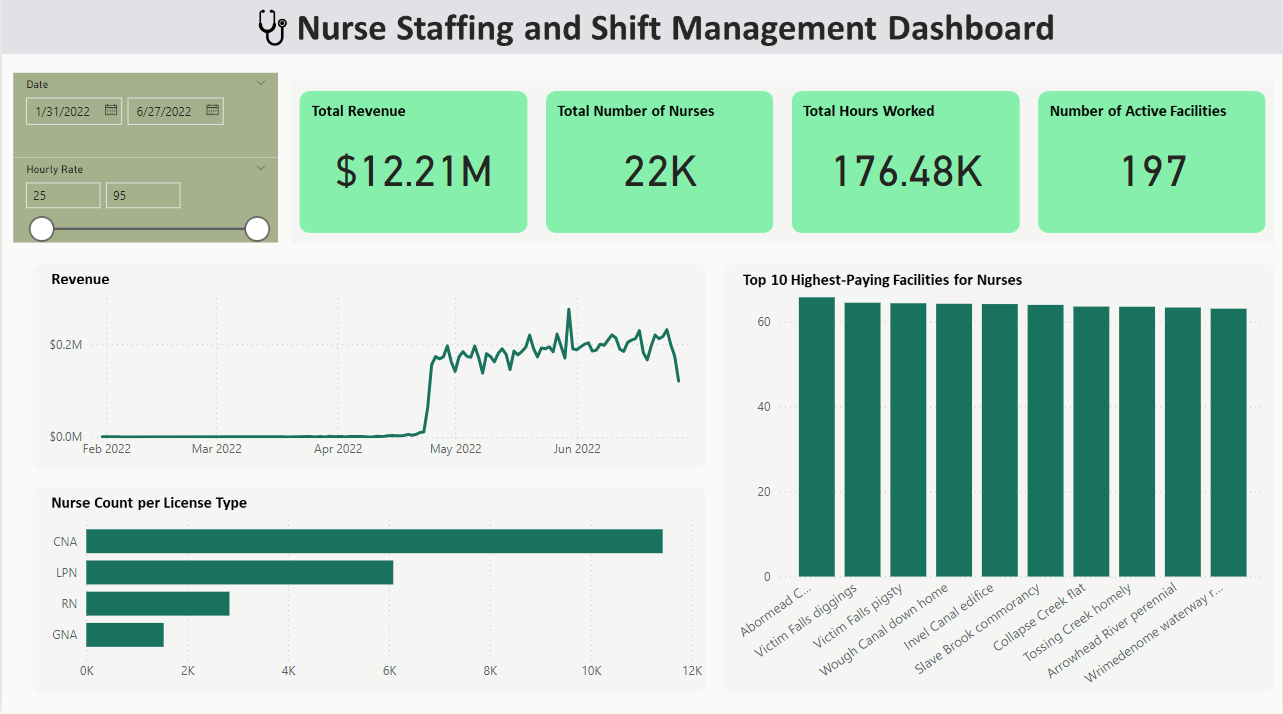 Nurse Staffing and Shift Management Dashboard
Date
1/31/2022
6/27/2022
Hourly Rate
25
95
Total Revenue
$12.21M
Total Number of Nurses
22K
Total Hours Worked
176.48K
Number of Active Facilities
197
Revenue
$0.2M
$0.0M
Feb 2022
Mar 2022
Apr 2022
May 2022
Jun 2022
Nurse Count per License Type
CNA
LPN
RN
GNA
0K
2K
4K
6K
8K
10K
12K
Top 10 Highest-Paying Facilities for Nurses
60
40
20
0
Abormead C...
Victim Falls diggings
Victim Falls pigsty
Wough Canal down home
Invel Canal edifice
Slave Brook commorancy
Collapse Creek flat
Tossing Creek homely
Arrowhead River perennial
Wrimedenome waterway r...